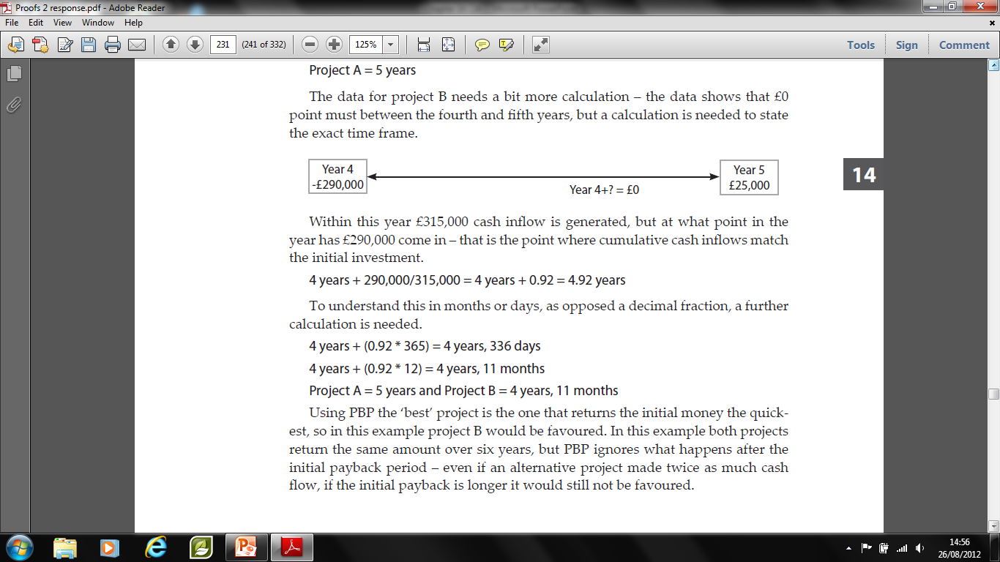 Proofs 2 response.pdf - Adobe Reader
File Edit View Window Help
231 (241 of 332) 125% Tools Sign Comment
Project A = 5 years
The data for project B needs a bit more calculation – the data shows that £0
point must between the fourth and fifth years, but a calculation is needed to state
the exact time frame.
Year 4
-£290,000
Year 4+? = £0
Year 5
£25,000
14
Within this year £315,000 cash inflow is generated, but at what point in the
year has £290,000 come in – that is the point where cumulative cash inflows match
the initial investment.
4 years + 290,000/315,000 = 4 years + 0.92 = 4.92 years
To understand this in months or days, as opposed a decimal fraction, a further
calculation is needed.
4 years + (0.92 * 365) = 4 years, 336 days
4 years + (0.92 * 12) = 4 years, 11 months
Project A = 5 years and Project B = 4 years, 11 months
Using PBP the ‘best’ project is the one that returns the initial money the quick-
est, so in this example project B would be favoured. In this example both projects
return the same amount over six years, but PBP ignores what happens after the
initial payback period – even if an alternative project made twice as much cash
flow, if the initial payback is longer it would still not be favoured.
14:56
26/08/2012